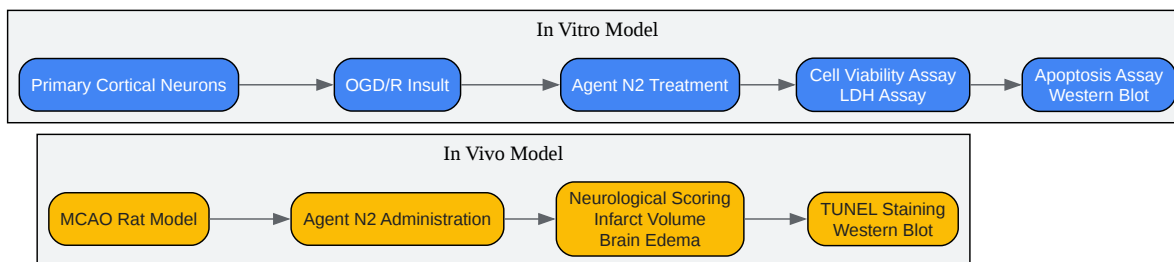 In Vitro Model
Primary Cortical Neurons
OGD/R Insult
Agent N2 Treatment
Cell Viability Assay
LDH Assay
Apoptosis Assay
Western Blot
In Vivo Model
MCAO Rat Model
Agent N2 Administration
Neurological Scoring
Infarct Volume
Brain Edema
TUNEL Staining
Western Blot